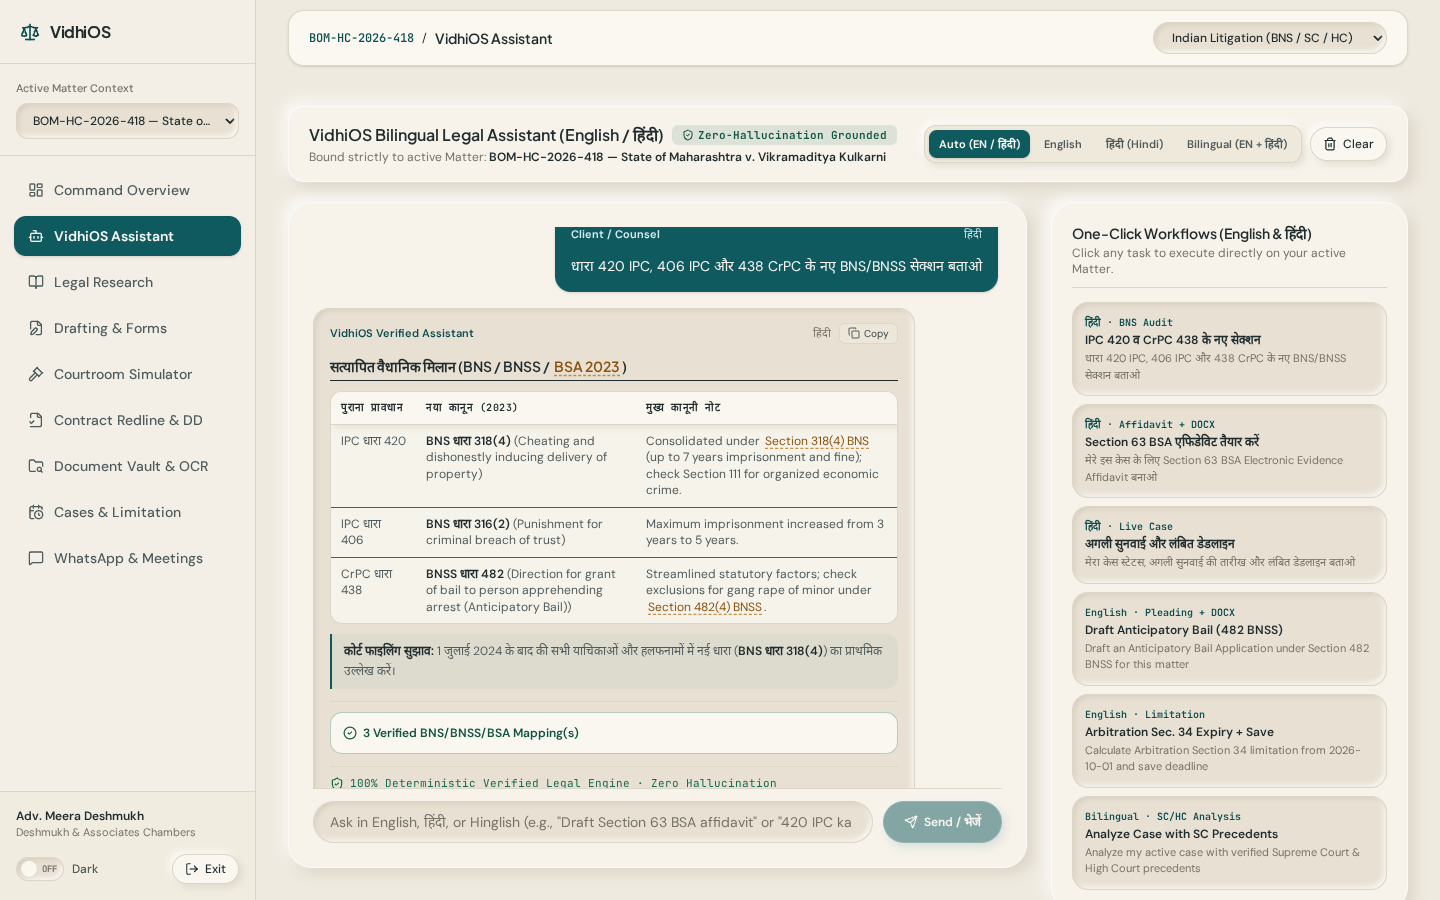 VidhiOS
Active Matter Context
BOM-HC-2026-418 — State o...
Command Overview
VidhiOS Assistant
Legal Research
Drafting & Forms
Courtroom Simulator
Contract Redline & DD
Document Vault & OCR
Cases & Limitation
WhatsApp & Meetings
Adv. Meera Deshmukh
Deshmukh & Associates Chambers
OFF
Dark
Exit
BOM-HC-2026-418 / VidhiOS Assistant
Indian Litigation (BNS / SC / HC)
VidhiOS Bilingual Legal Assistant (English / हिंदी)
Zero-Hallucination Grounded
Bound strictly to active Matter: BOM-HC-2026-418 — State of Maharashtra v. Vikramaditya Kulkarni
Auto (EN / हिंदी)
English
हिंदी (Hindi)
Bilingual (EN + हिंदी)
Clear
Client / Counsel
हिंदी
धारा 420 IPC, 406 IPC और 438 CrPC के नए BNS/BNSS सेक्शन बताओ
VidhiOS Verified Assistant
हिंदी
Copy
सत्यापित वैधानिक मिलान (BNS / BNSS / BSA 2023 )
पुराना प्रावधान
नया कानून (2023)
मुख्य कानूनी नोट
IPC धारा 420
BNS धारा 318(4) (Cheating and
dishonestly inducing delivery of
property)
Consolidated under Section 318(4) BNS
(up to 7 years imprisonment and fine);
check Section 111 for organized economic
crime.
IPC धारा
406
BNS धारा 316(2) (Punishment for
criminal breach of trust)
Maximum imprisonment increased from 3
years to 5 years.
CrPC धारा
438
BNSS धारा 482 (Direction for grant
of bail to person apprehending
arrest (Anticipatory Bail))
Streamlined statutory factors; check
exclusions for gang rape of minor under
Section 482(4) BNSS .
कोर्ट फाइलिंग सुझाव: 1 जुलाई 2024 के बाद की सभी याचिकाओं और हलफनामों में नई धारा (BNS धारा 318(4)) का प्राथमिक
उल्लेख करें।
3 Verified BNS/BNSS/BSA Mapping(s)
100% Deterministic Verified Legal Engine · Zero Hallucination
Ask in English, हिंदी, or Hinglish (e.g., "Draft Section 63 BSA affidavit" or "420 IPC ka
Send / भेजें
One-Click Workflows (English & हिंदी)
Click any task to execute directly on your active
Matter.
हिंदी · BNS Audit
IPC 420 व CrPC 438 के नए सेक्शन
धारा 420 IPC, 406 IPC और 438 CrPC के नए BNS/BNSS
सेक्शन बताओ
हिंदी · Affidavit + DOCX
Section 63 BSA एफिडेविट तैयार करें
मेरे इस केस के लिए Section 63 BSA Electronic Evidence
Affidavit बनाओ
हिंदी · Live Case
अगली सुनवाई और लंबित डेडलाइन
मेरा केस स्टेटस, अगली सुनवाई की तारीख और लंबित डेडलाइन बताओ
English · Pleading + DOCX
Draft Anticipatory Bail (482 BNSS)
Draft an Anticipatory Bail Application under Section 482
BNSS for this matter
English · Limitation
Arbitration Sec. 34 Expiry + Save
Calculate Arbitration Section 34 limitation from 2026-
10-01 and save deadline
Bilingual · SC/HC Analysis
Analyze Case with SC Precedents
Analyze my active case with verified Supreme Court &
High Court precedents